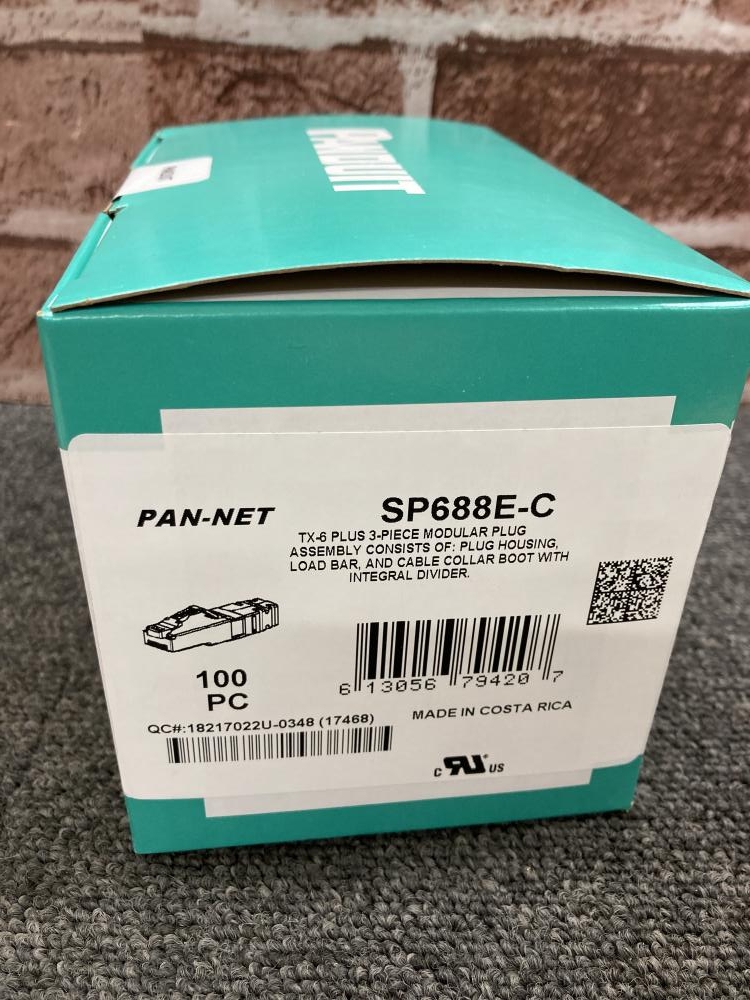 PANDUIT
PAN-NET
SP688E-C
TX-6 PLUS 3-PIECE MODULAR PLUG
ASSEMBLY CONSISTS OF: PLUG HOUSING,
LOAD BAR, AND CABLE COLLAR BOOT WITH
INTEGRAL DIVIDER.
100
PC
6 13056 79420 7
QC#:18217022U-0348 (17468)
MADE IN COSTA RICA
C RU US